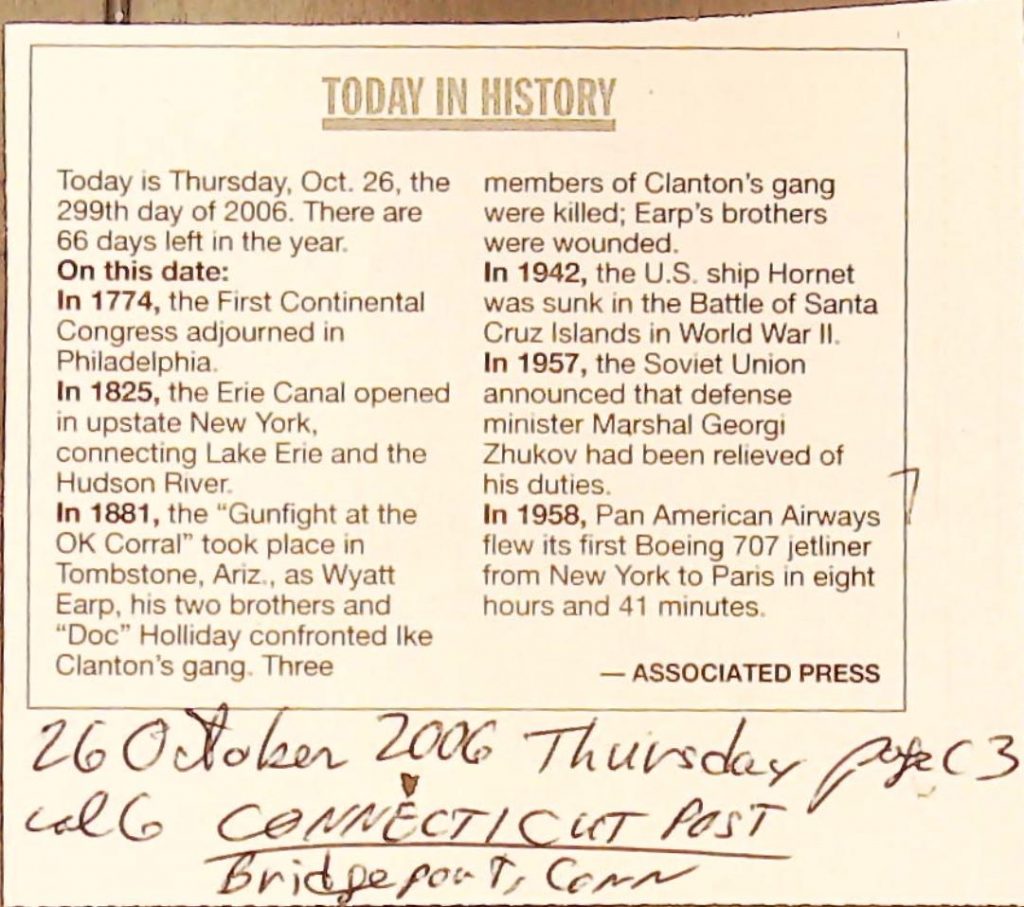 TODAY IN HISTORY
Today is Thursday, Oct. 26, the
299th day of 2006. There are
66 days left in the year.
On this date:
In 1774, the First Continental
Congress adjourned in
Philadelphia.
In 1825, the Erie Canal opened
in upstate New York,
connecting Lake Erie and the
Hudson River.
In 1881, the “Gunfight at the
OK Corral” took place in
Tombstone, Ariz., as Wyatt
Earp, his two brothers and
“Doc” Holliday confronted Ike
Clanton’s gang. Three
members of Clanton’s gang
were killed; Earp’s brothers
were wounded.
In 1942, the U.S. ship Hornet
was sunk in the Battle of Santa
Cruz Islands in World War II.
In 1957, the Soviet Union
announced that defense
minister Marshal Georgi
Zhukov had been relieved of
his duties.
In 1958, Pan American Airways
flew its first Boeing 707 jetliner
from New York to Paris in eight
hours and 41 minutes.
— ASSOCIATED PRESS
26 October 2006 Thursday page C3
col 6 CONNECTICUT POST
Bridgeport, Conn